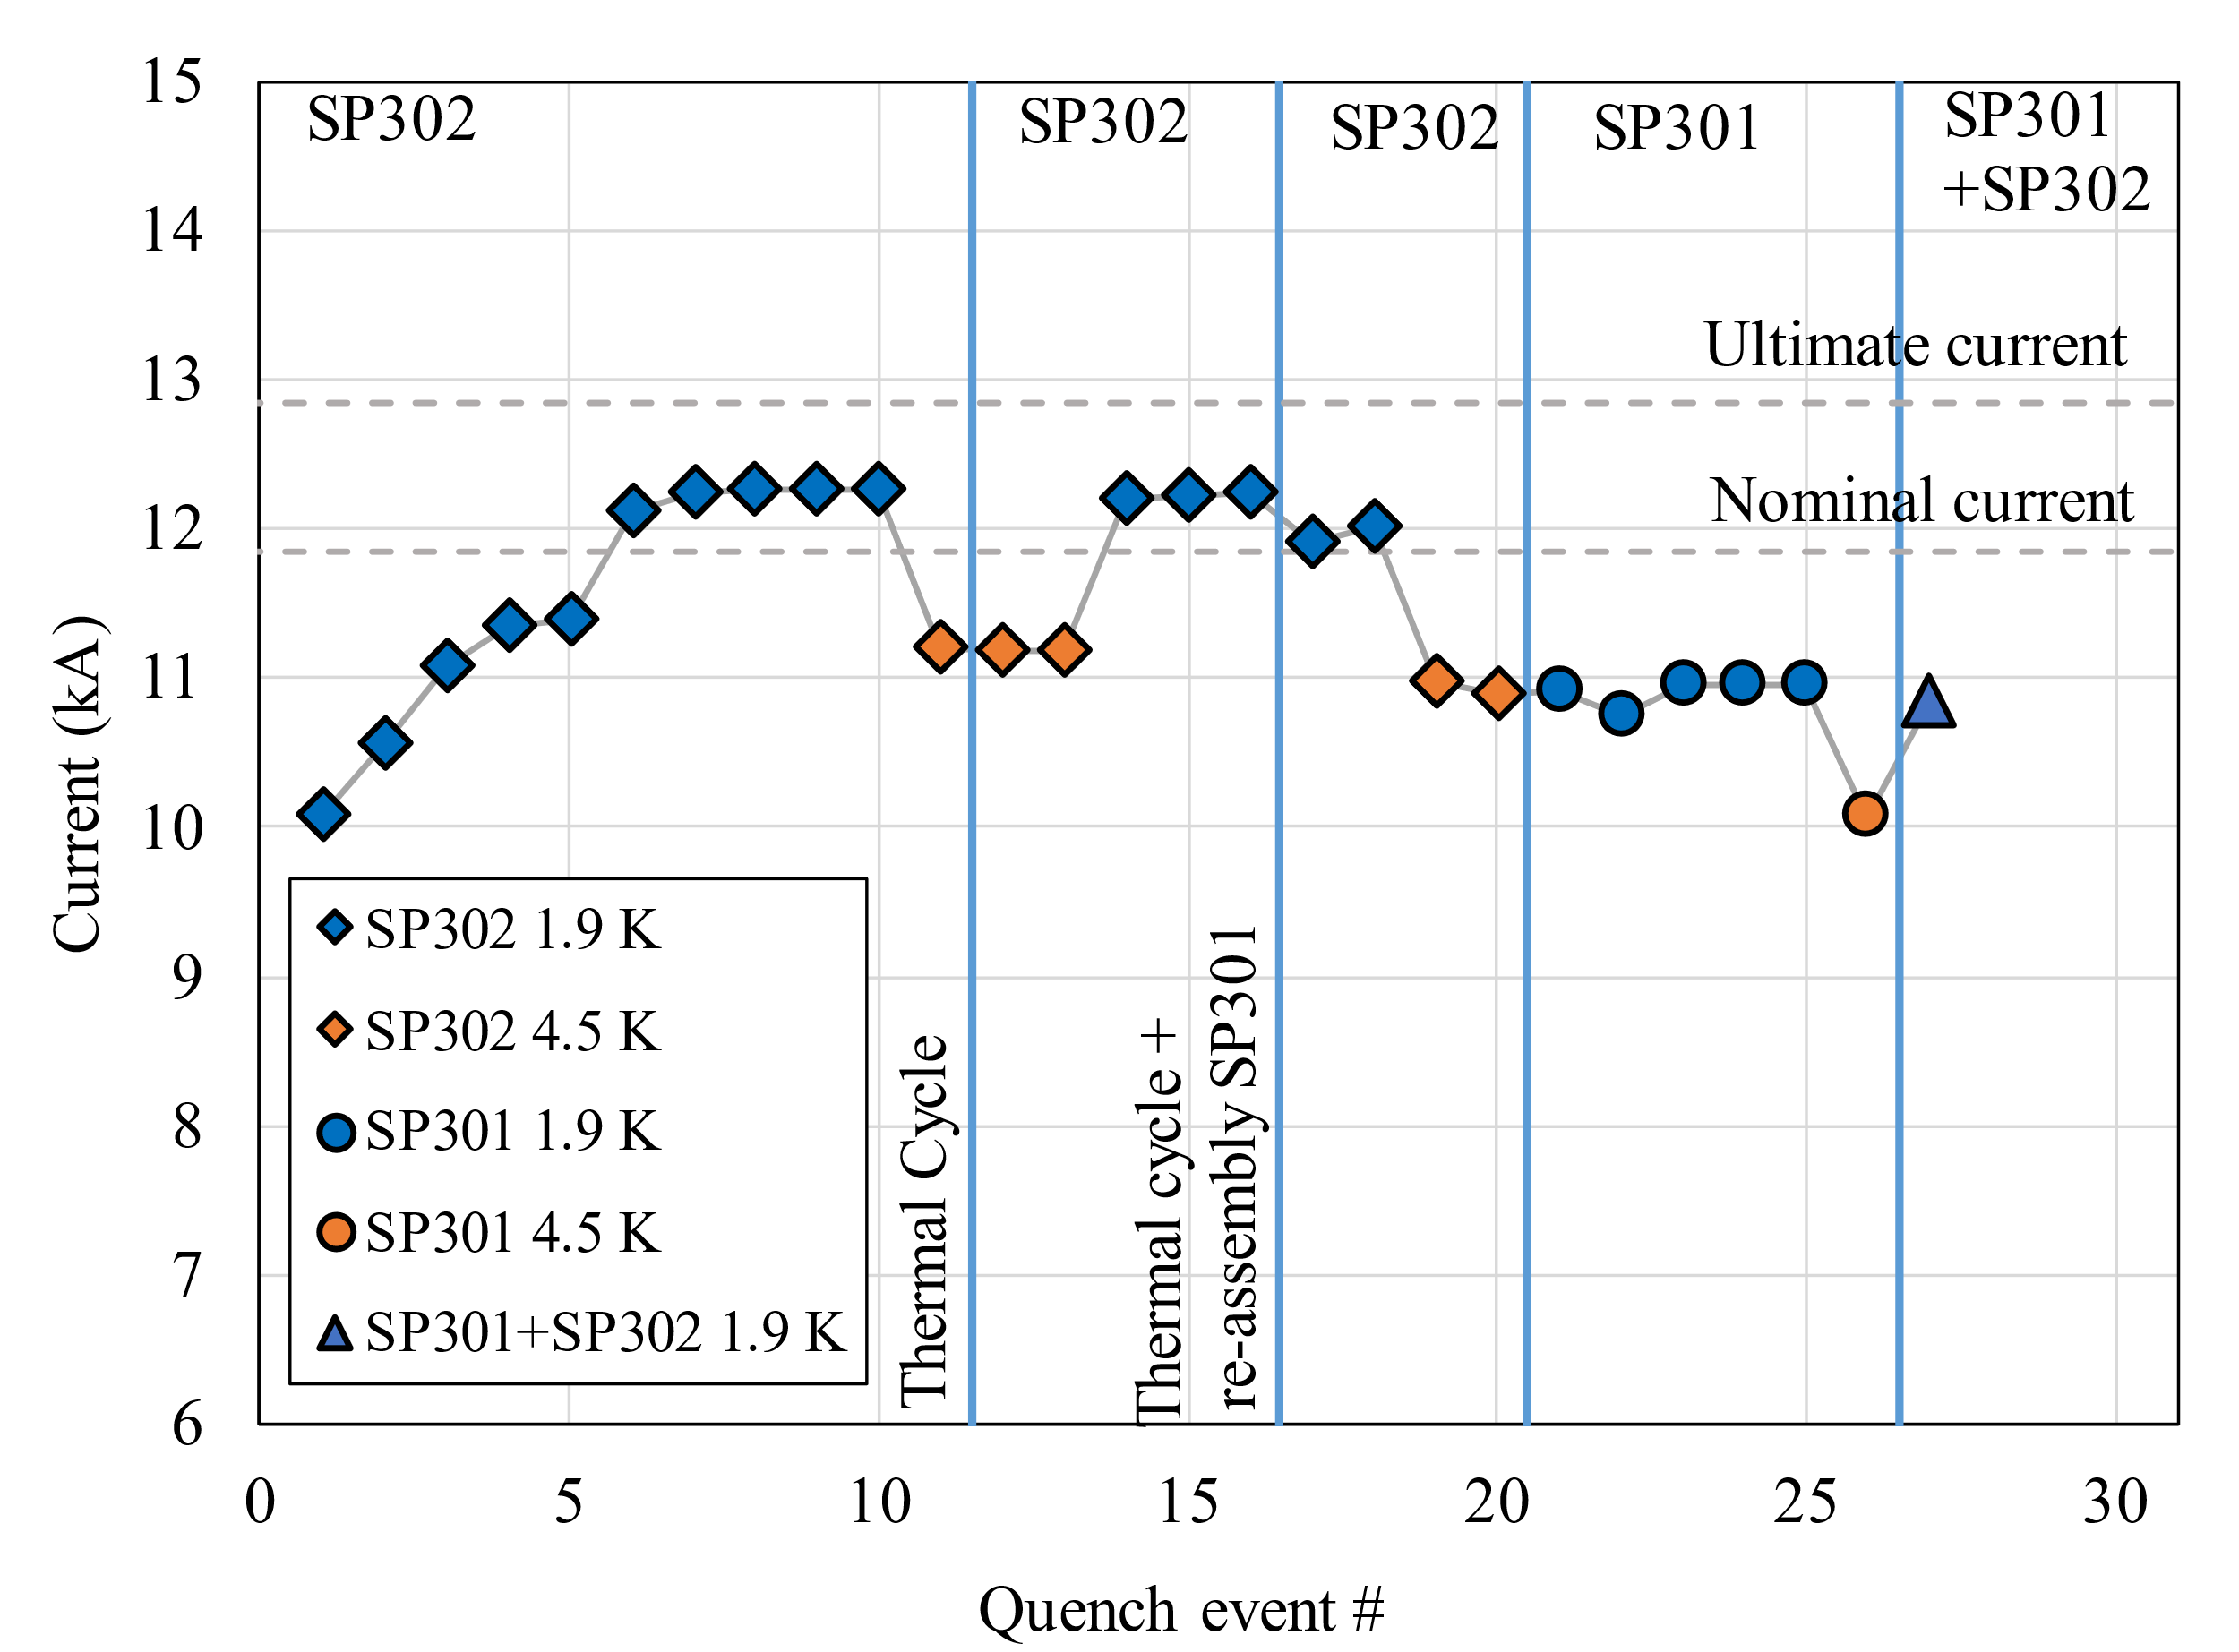 SP302
SP302
SP302
SP301
SP301
+SP302
15
14
13
12
11
10
9
8
7
6
Current (kA)
Ultimate current
Nominal current
SP302 1.9 K
SP302 4.5 K
SP301 1.9 K
SP301 4.5 K
SP301+SP302 1.9 K
Thermal Cycle
Thermal cycle +
re-assembly SP301
0
5
10
15
20
25
30
Quench event #